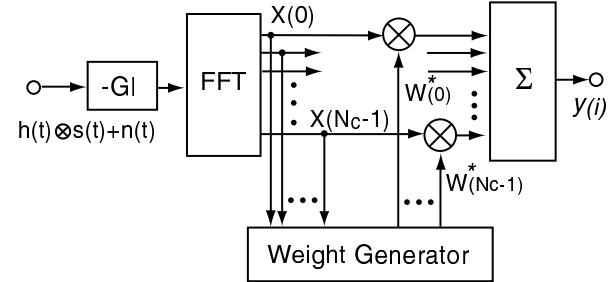 X(0)
-GI
FFT
Σ
h(t)⊗s(t)+n(t)
W*(0)
y(i)
X(Nc-1)
W*(Nc-1)
Weight Generator